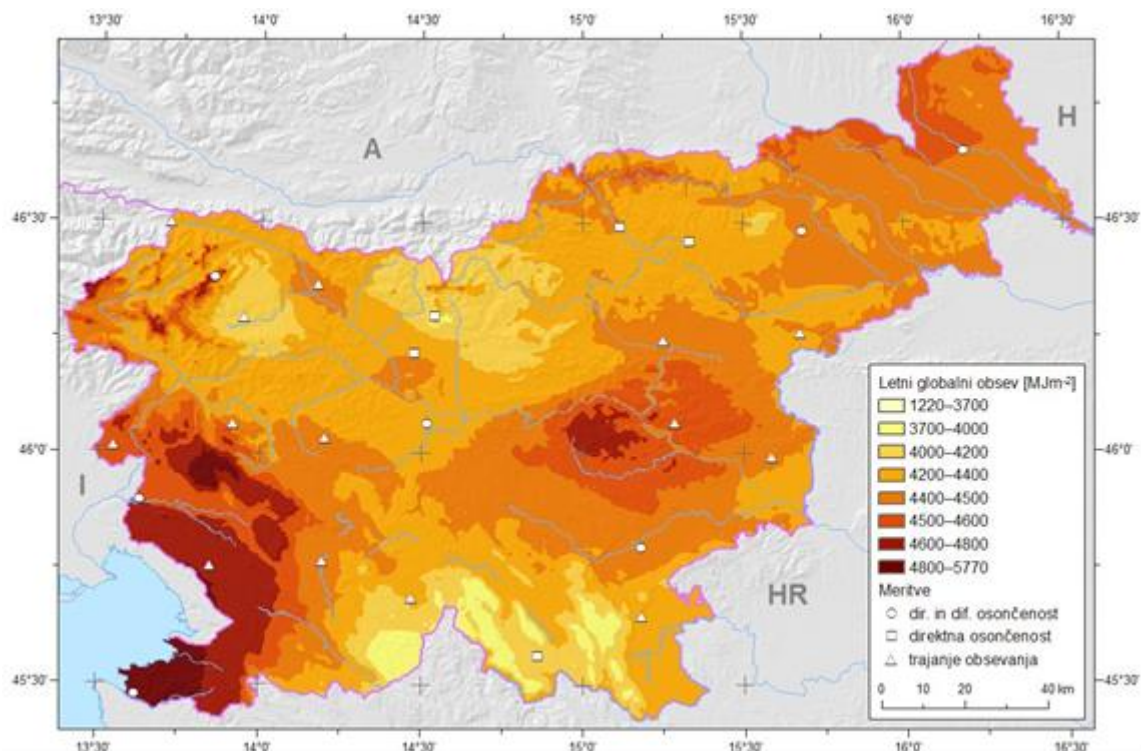 13°30' 14°0' 14°30' 15°0' 15°30' 16°0' 16°30'
A
H
46°30' 46°30'
46°0' 46°0'
I
HR
45°30' 45°30'
Letni globalni obsev [MJm-2]
1220–3700
3700–4000
4000–4200
4200–4400
4400–4500
4500–4600
4600–4800
4800–5770
Meritve
dir. in dif. osončenost
direktna osončenost
trajanje obsevanja
0 10 20 40 km
13°30' 14°0' 14°30' 15°0' 15°30' 16°0' 16°30'